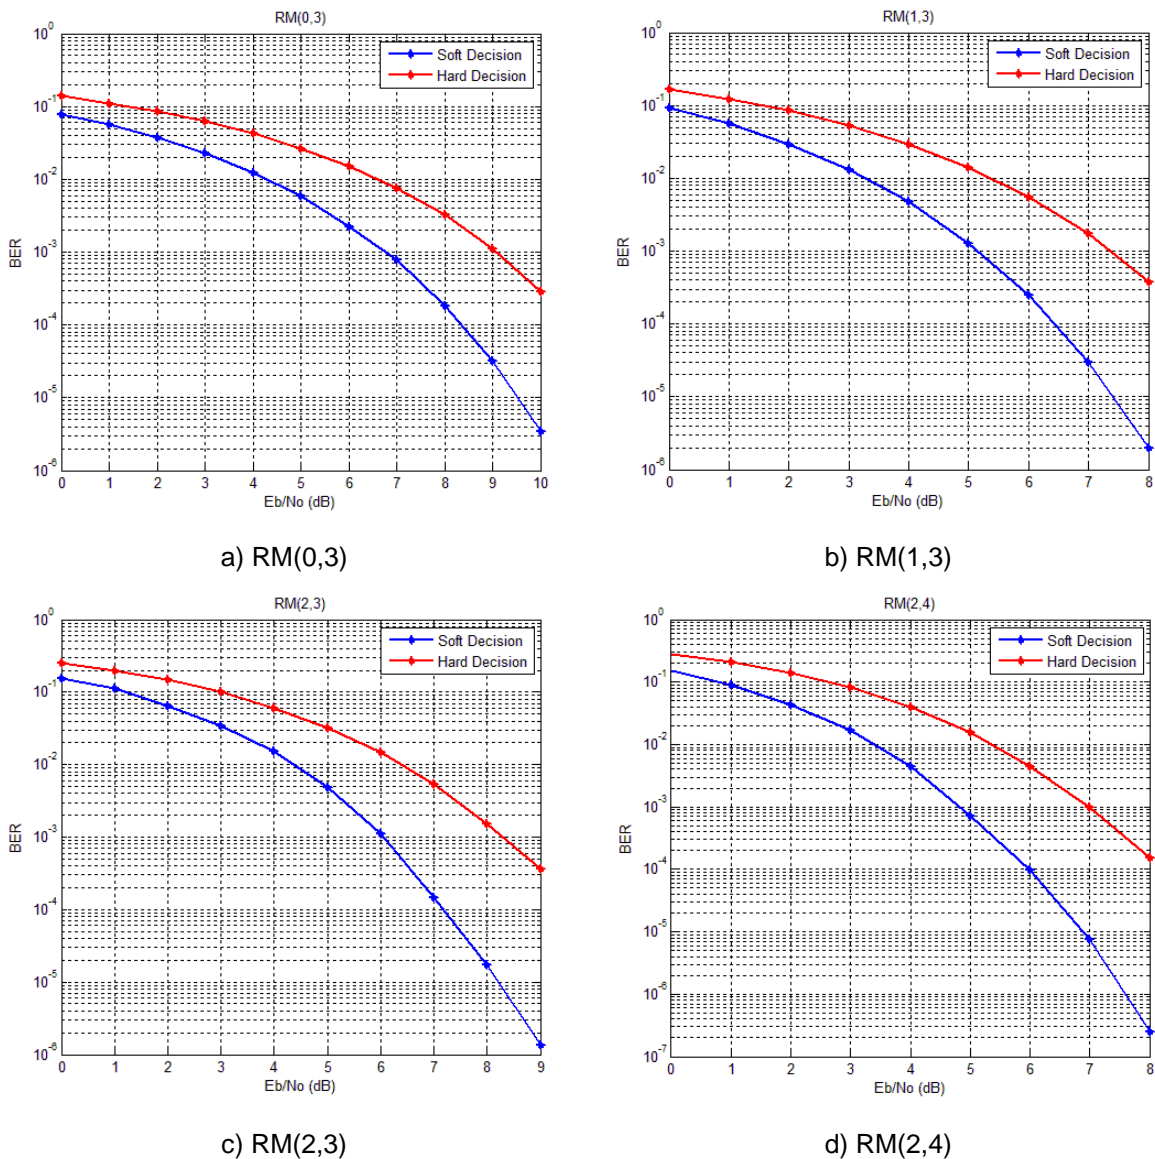 RM(0,3)
10^0
10^-1
10^-2
10^-3
10^-4
10^-5
10^-6
BER
Soft Decision
Hard Decision
0 1 2 3 4 5 6 7 8 9 10
Eb/No (dB)
a) RM(0,3)
RM(1,3)
10^0
10^-1
10^-2
10^-3
10^-4
10^-5
10^-6
BER
Soft Decision
Hard Decision
0 1 2 3 4 5 6 7 8
Eb/No (dB)
b) RM(1,3)
RM(2,3)
10^0
10^-1
10^-2
10^-3
10^-4
10^-5
10^-6
BER
Soft Decision
Hard Decision
0 1 2 3 4 5 6 7 8 9
Eb/No (dB)
c) RM(2,3)
RM(2,4)
10^0
10^-1
10^-2
10^-3
10^-4
10^-5
10^-6
10^-7
BER
Soft Decision
Hard Decision
0 1 2 3 4 5 6 7 8
Eb/No (dB)
d) RM(2,4)